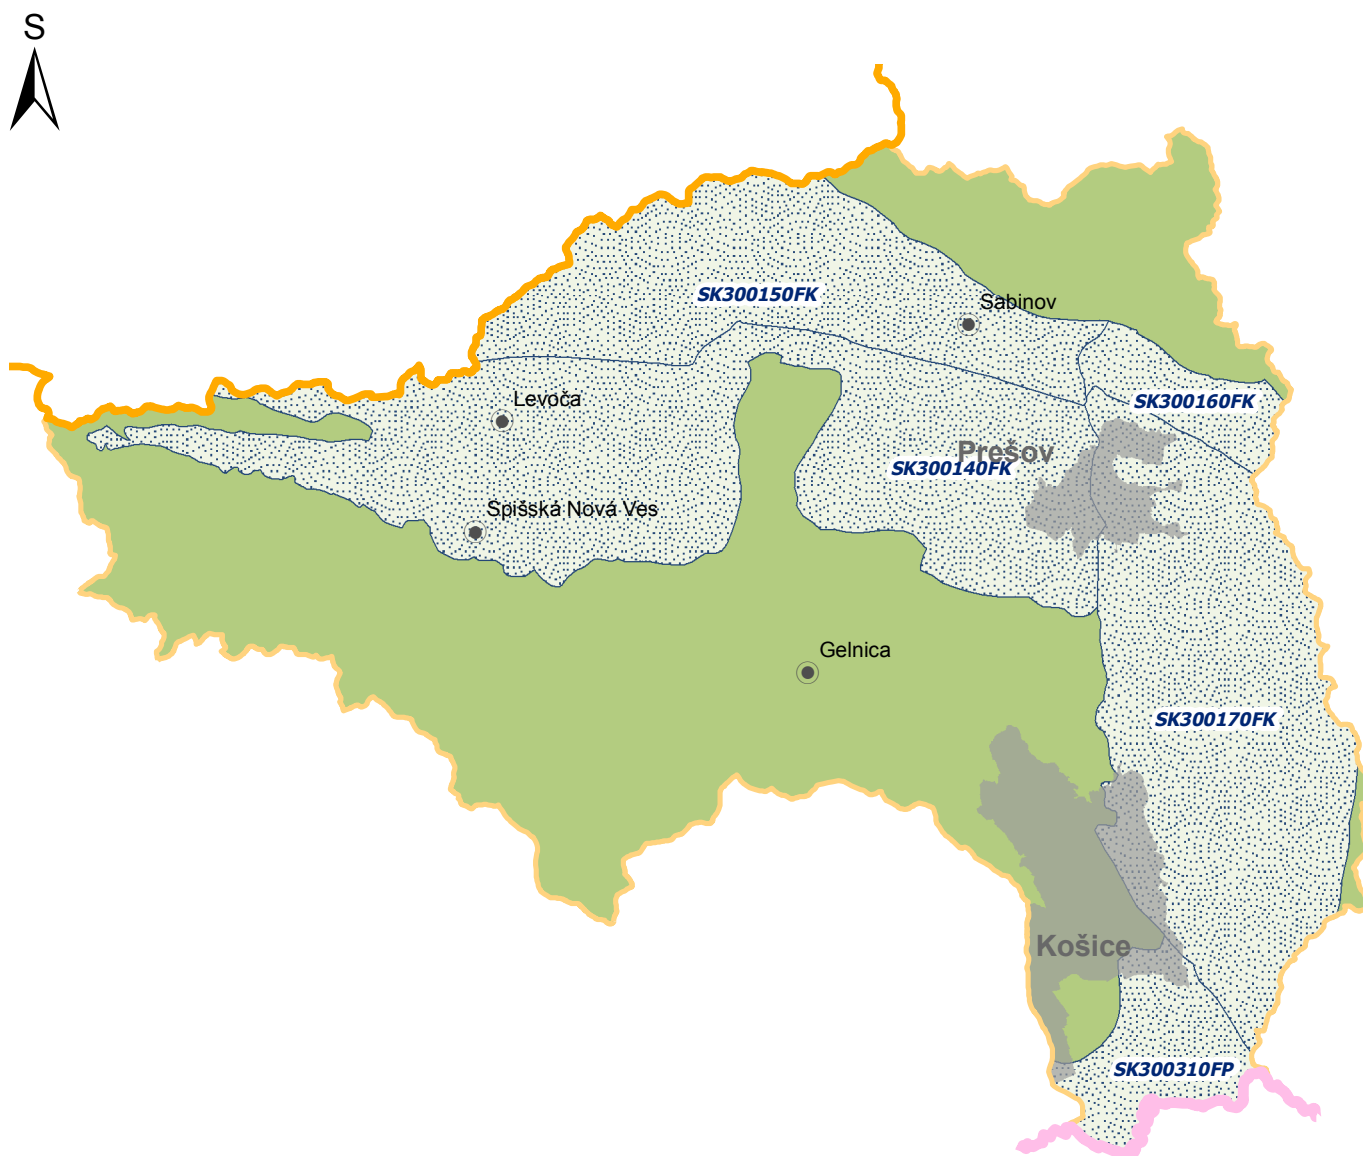 S
SK300150FK
Sabinov
Levoča
SK300160FK
Prešov
SK300140FK
Spišská Nová Ves
Gelnica
SK300170FK
Košice
SK300310FP